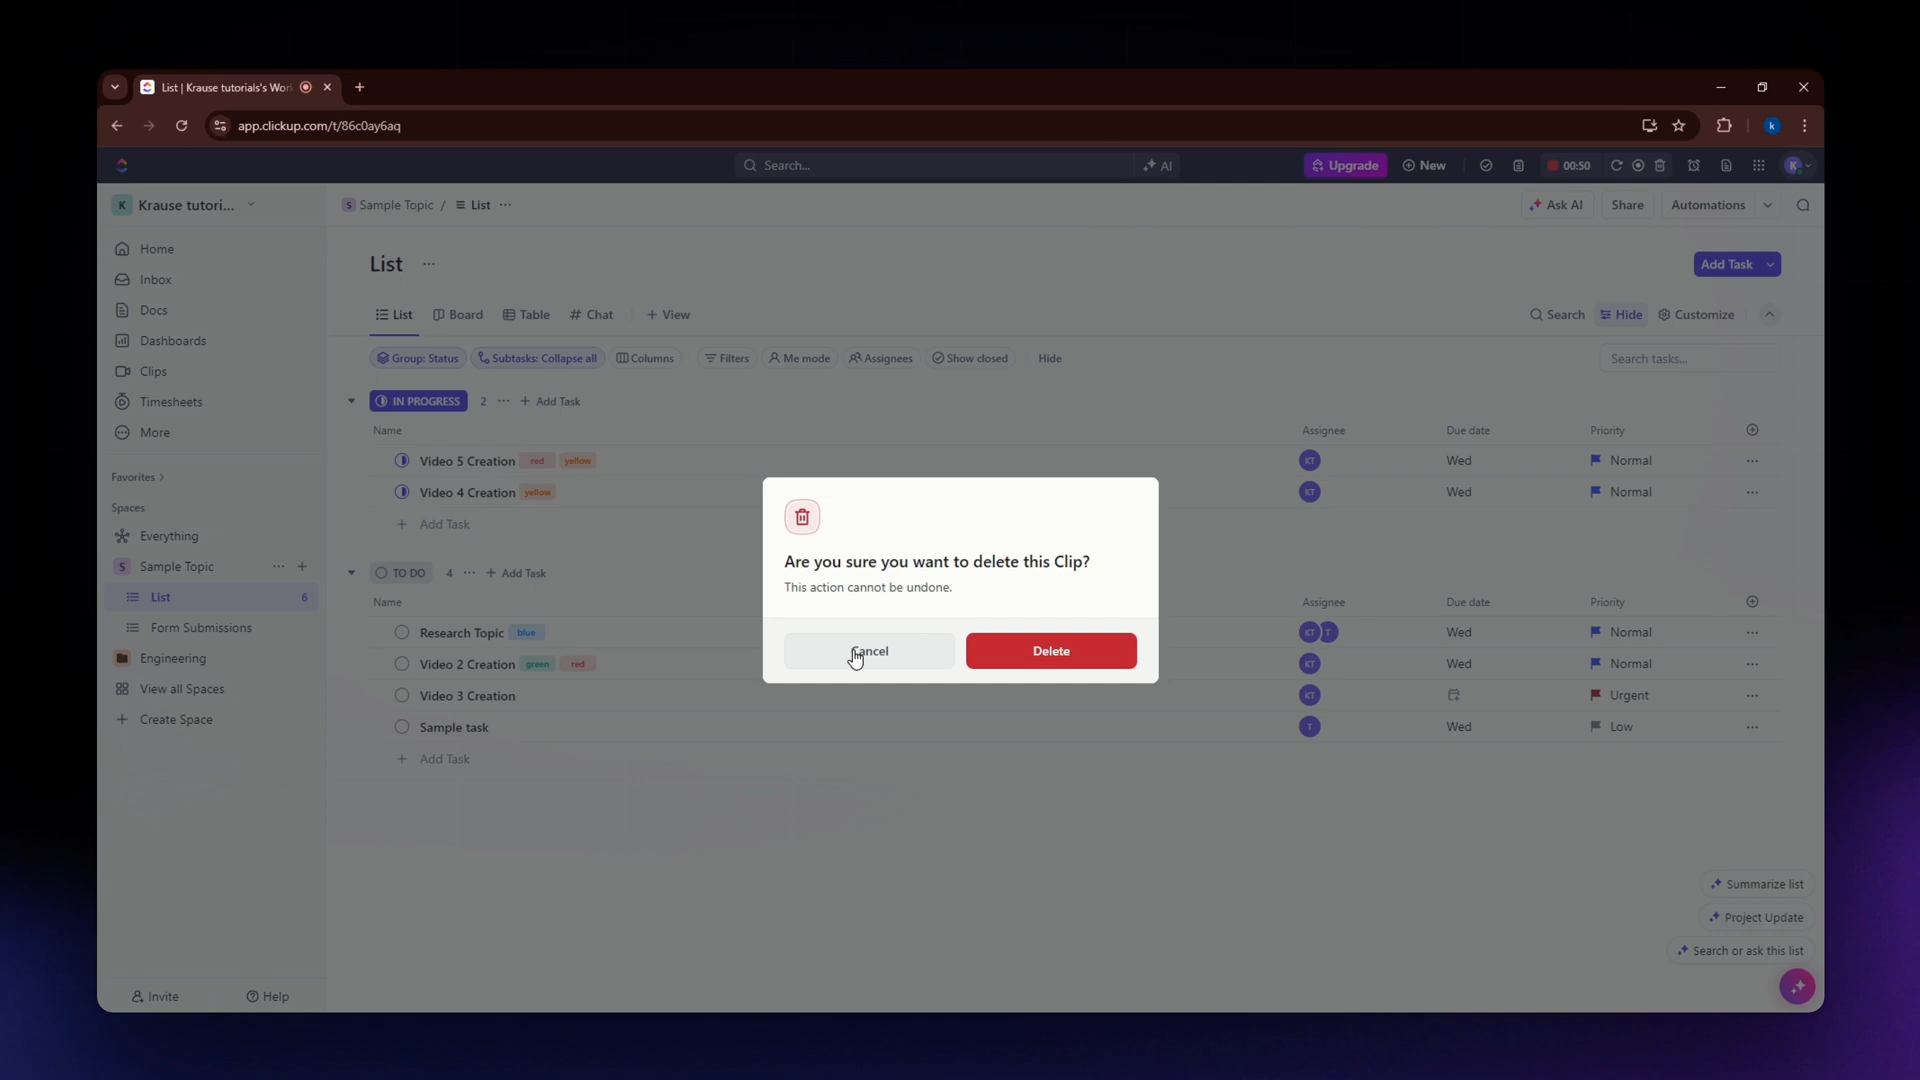 List | Krause tutorials's Wor
app.clickup.com/t/86c0ay6aq
k
Search...
AI
Upgrade
New
00:50
K
K Krause tutori...
S Sample Topic / List ...
Ask AI
Share
Automations
Home
Inbox
Docs
Dashboards
Clips
Timesheets
More
Favorites
Spaces
Everything
S Sample Topic
List 6
Form Submissions
Engineering
View all Spaces
Create Space
Invite
Help
List ...
Add Task
List
Board
Table
# Chat
+ View
Search
Hide
Customize
Group: Status
Subtasks: Collapse all
Columns
Filters
Me mode
Assignees
Show closed
Hide
Search tasks...
IN PROGRESS 2 ... + Add Task
Name Assignee Due date Priority
Video 5 Creation red yellow KT Wed Normal
Video 4 Creation yellow KT Wed Normal
+ Add Task
TO DO 4 ... + Add Task
Name Assignee Due date Priority
Research Topic blue KT T Wed Normal
Video 2 Creation green red KT Wed Normal
Video 3 Creation KT Urgent
Sample task T Wed Low
+ Add Task
Are you sure you want to delete this Clip?
This action cannot be undone.
Cancel
Delete
Summarize list
Project Update
Search or ask this list